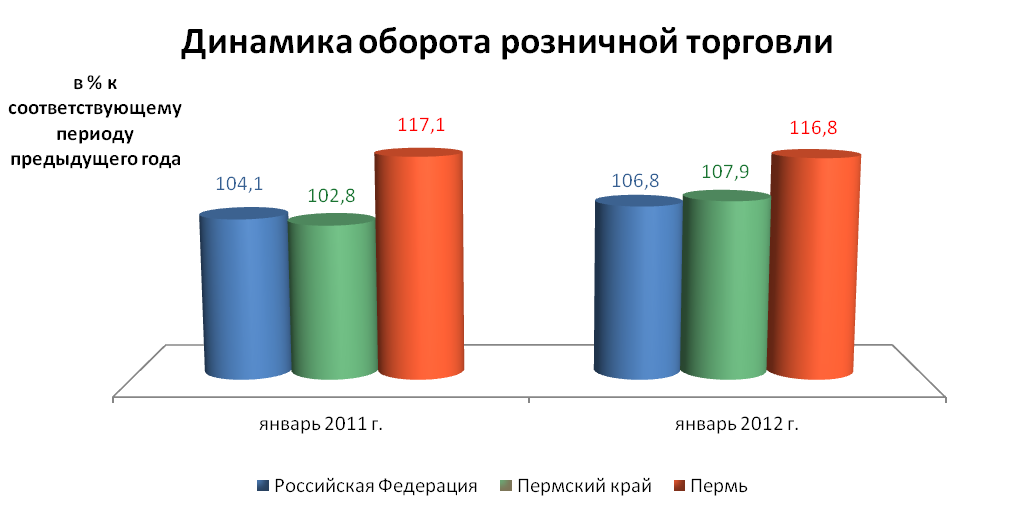 Динамика оборота розничной торговли
в % к
соответствующему
периоду
предыдущего года
104,1
102,8
117,1
106,8
107,9
116,8
январь 2011 г.
январь 2012 г.
Российская Федерация
Пермский край
Пермь